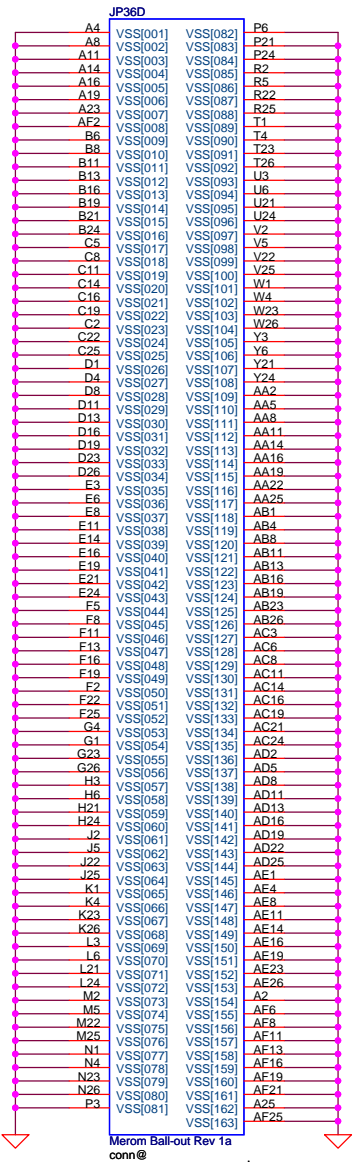 JP36D
A4 VSS[001] VSS[082] P6
A8 VSS[002] VSS[083] P21
A11 VSS[003] VSS[084] P24
A14 VSS[004] VSS[085] R2
A16 VSS[005] VSS[086] R5
A19 VSS[006] VSS[087] R22
A23 VSS[007] VSS[088] R25
AF2 VSS[008] VSS[089] T1
B6 VSS[009] VSS[090] T4
B8 VSS[010] VSS[091] T23
B11 VSS[011] VSS[092] T26
B13 VSS[012] VSS[093] U3
B16 VSS[013] VSS[094] U6
B19 VSS[014] VSS[095] U21
B21 VSS[015] VSS[096] U24
B24 VSS[016] VSS[097] V2
C5 VSS[017] VSS[098] V5
C8 VSS[018] VSS[099] V22
C11 VSS[019] VSS[100] V25
C14 VSS[020] VSS[101] W1
C16 VSS[021] VSS[102] W4
C19 VSS[022] VSS[103] W23
C2 VSS[023] VSS[104] W26
C22 VSS[024] VSS[105] Y3
C25 VSS[025] VSS[106] Y6
D1 VSS[026] VSS[107] Y21
D4 VSS[027] VSS[108] Y24
D8 VSS[028] VSS[109] AA2
D11 VSS[029] VSS[110] AA5
D13 VSS[030] VSS[111] AA8
D16 VSS[031] VSS[112] AA11
D19 VSS[032] VSS[113] AA14
D23 VSS[033] VSS[114] AA16
D26 VSS[034] VSS[115] AA19
E3 VSS[035] VSS[116] AA22
E6 VSS[036] VSS[117] AA25
E8 VSS[037] VSS[118] AB1
E11 VSS[038] VSS[119] AB4
E14 VSS[039] VSS[120] AB8
E16 VSS[040] VSS[121] AB11
E19 VSS[041] VSS[122] AB13
E21 VSS[042] VSS[123] AB16
E24 VSS[043] VSS[124] AB19
F5 VSS[044] VSS[125] AB23
F8 VSS[045] VSS[126] AB26
F11 VSS[046] VSS[127] AC3
F13 VSS[047] VSS[128] AC6
F16 VSS[048] VSS[129] AC8
F19 VSS[049] VSS[130] AC11
F2 VSS[050] VSS[131] AC14
F22 VSS[051] VSS[132] AC16
F25 VSS[052] VSS[133] AC19
G4 VSS[053] VSS[134] AC21
G1 VSS[054] VSS[135] AC24
G23 VSS[055] VSS[136] AD2
G26 VSS[056] VSS[137] AD5
H3 VSS[057] VSS[138] AD8
H6 VSS[058] VSS[139] AD11
H21 VSS[059] VSS[140] AD13
H24 VSS[060] VSS[141] AD16
J2 VSS[061] VSS[142] AD19
J5 VSS[062] VSS[143] AD22
J22 VSS[063] VSS[144] AD25
J25 VSS[064] VSS[145] AE1
K1 VSS[065] VSS[146] AE4
K4 VSS[066] VSS[147] AE8
K23 VSS[067] VSS[148] AE11
K26 VSS[068] VSS[149] AE14
L3 VSS[069] VSS[150] AE16
L6 VSS[070] VSS[151] AE19
L21 VSS[071] VSS[152] AE23
L24 VSS[072] VSS[153] AE26
M2 VSS[073] VSS[154] A2
M5 VSS[074] VSS[155] AF6
M22 VSS[075] VSS[156] AF8
M25 VSS[076] VSS[157] AF11
N1 VSS[077] VSS[158] AF13
N4 VSS[078] VSS[159] AF16
N23 VSS[079] VSS[160] AF19
N26 VSS[080] VSS[161] AF21
P3 VSS[081] VSS[162] A25
VSS[163] AF25
Merom Ball-out Rev 1a
conn@